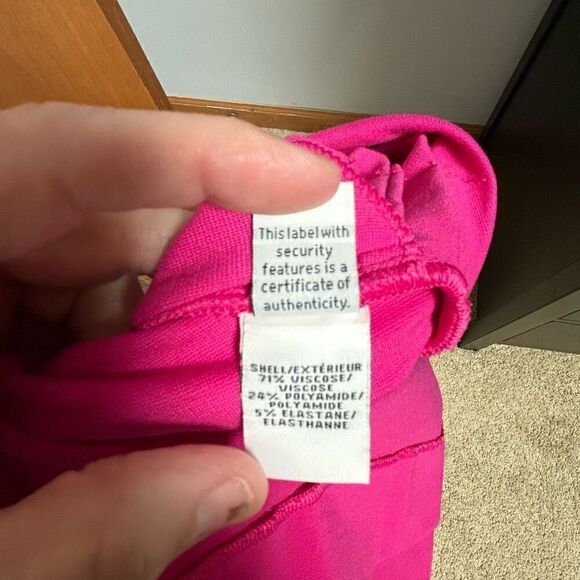 This label with
security
features is a
certificate of
authenticity.
SHELL/EXTÉRIEUR
71% VISCOSE/
VISCOSE
24% POLYAMIDE/
POLYAMIDE
5% ELASTANE/
ELASTHANNE